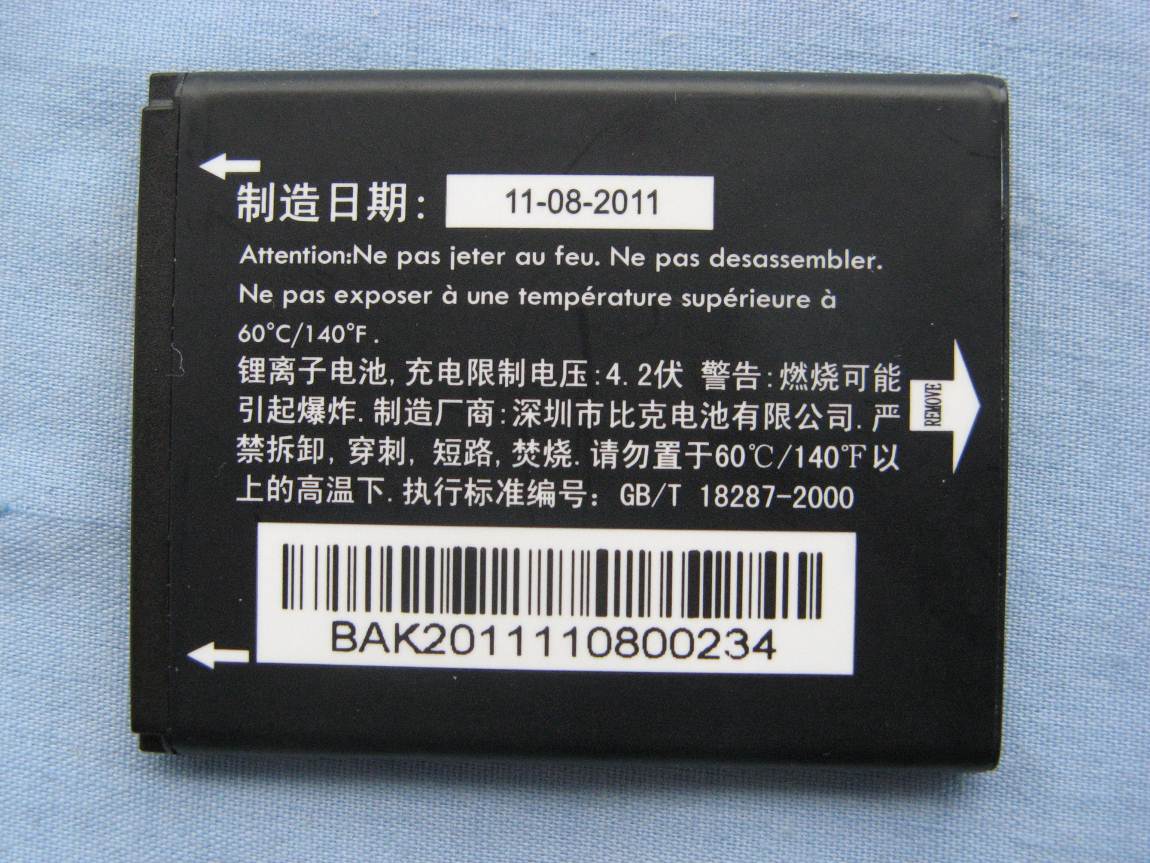 制造日期: 11-08-2011
Attention:Ne pas jeter au feu. Ne pas desassembler.
Ne pas exposer à une température supérieure à
60°C/140°F.
锂离子电池,充电限制电压:4.2伏 警告:燃烧可能
引起爆炸.制造厂商:深圳市比克电池有限公司.严
禁拆卸,穿刺,短路,焚烧.请勿置于60℃/140℉以
上的高温下.执行标准编号: GB/T 18287-2000
REMOVE
BAK2011110800234